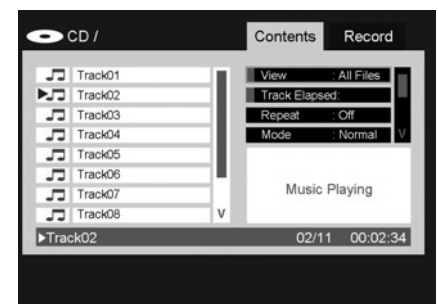 CD /
Contents Record
Track01
Track02
Track03
Track04
Track05
Track06
Track07
Track08
V
View : All Files
Track Elapsed:
Repeat : Off
Mode : Normal V
Music Playing
▶Track02 02/11 00:02:34